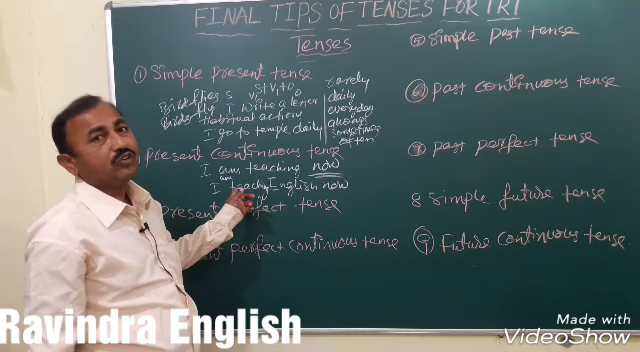 FINAL TIPS OF TENSES FOR TRT
Tenses
① Simple present tense
S+V₁+O
Bird flies S V₁ O
Birds fly I write a letter
Habitual action
I go to temple daily
rarely
daily
everyday
always
sometimes
often
present continuous tense
I am teaching now
I am teaching English now
present perfect tense
perfect continuous tense
⑤ Simple past tense
⑥ past continuous tense
⑦ past perfect tense
8 Simple future tense
⑨ Future continuous tense
Ravindra English
Made with
VideoShow